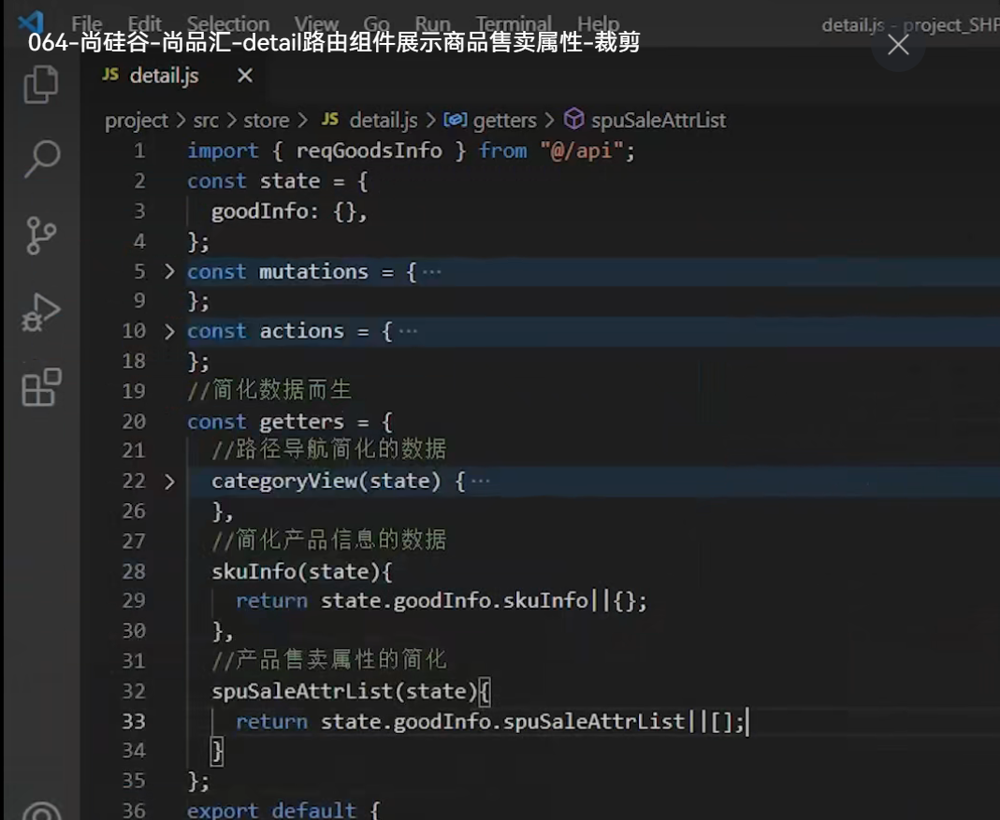 File Edit Selection View Go Run Terminal Help detail.js - project_SHP
064-尚硅谷-尚品汇-detail路由组件展示商品售卖属性-裁剪
JS detail.js
project > src > store > JS detail.js > getters > spuSaleAttrList
1 import { reqGoodsInfo } from "@/api";
2 const state = {
3 goodInfo: {},
4 };
5 > const mutations = {···
9 };
10 > const actions = {···
18 };
19 //简化数据而生
20 const getters = {
21 //路径导航简化的数据
22 > categoryView(state) {···
26 },
27 //简化产品信息的数据
28 skuInfo(state){
29 return state.goodInfo.skuInfo||{};
30 },
31 //产品售卖属性的简化
32 spuSaleAttrList(state){
33 return state.goodInfo.spuSaleAttrList||[];
34 }
35 };
36 export default {